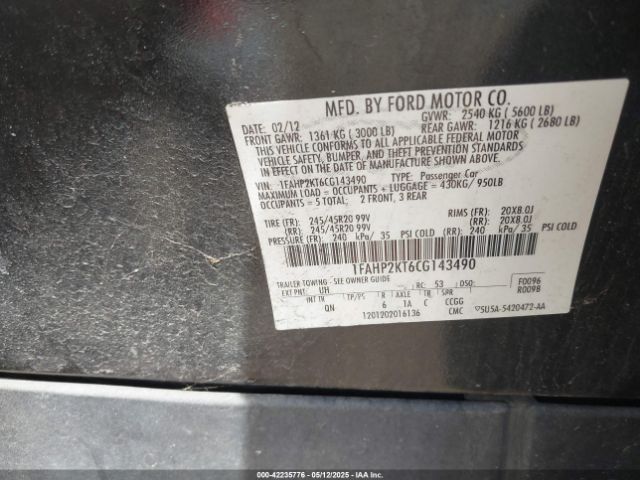 MFD. BY FORD MOTOR CO.
DATE: 02/12 GVWR: 2540 KG ( 5600 LB)
FRONT GAWR: 1361 KG ( 3000 LB) REAR GAWR: 1216 KG ( 2680 LB)
THIS VEHICLE CONFORMS TO ALL APPLICABLE FEDERAL MOTOR
VEHICLE SAFETY, BUMPER, AND THEFT PREVENTION STANDARDS
IN EFFECT ON THE DATE OF MANUFACTURE SHOWN ABOVE.
VIN: 1FAHP2KT6CG143490 TYPE: Passenger Car
MAXIMUM LOAD = OCCUPANTS + LUGGAGE = 430KG/ 950LB
OCCUPANTS = 5 TOTAL: 2 FRONT, 3 REAR
TIRE (FR): 245/45R20 99V RIMS (FR): 20X8.0J
(RR): 245/45R20 99V (RR): 20X8.0J
PRESSURE (FR): 240 kPa/ 35 PSI COLD (RR): 240 kPa/ 35 PSI COLD
1FAHP2KT6CG143490
TRAILER TOWING - SEE OWNER GUIDE
EXT PNT: UH RC: 53 DSO: F0096
R0098
INT TR TP/PS R AXLE TR SPR
QN 6 1A C CCGG
1201202016136 CMC ▽5U5A-5420472-AA
000-42235776 - 05/12/2025 - IAAI